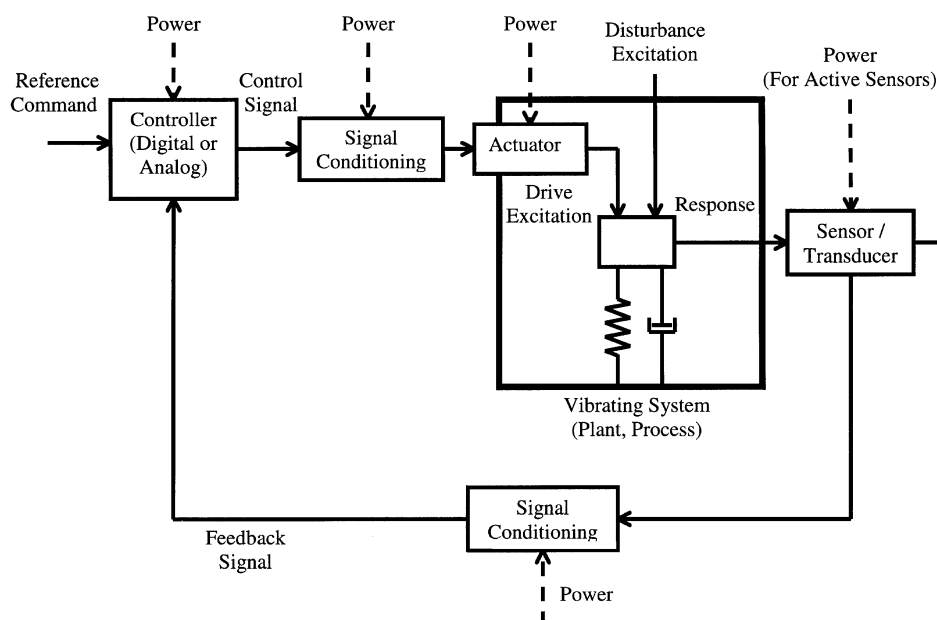 Power
Power
Power
Disturbance
Excitation
Power
(For Active Sensors)
Reference
Command
Control
Signal
Controller
(Digital or
Analog)
Signal
Conditioning
Actuator
Drive
Excitation
Response
Sensor /
Transducer
Vibrating System
(Plant, Process)
Signal
Conditioning
Feedback
Signal
Power